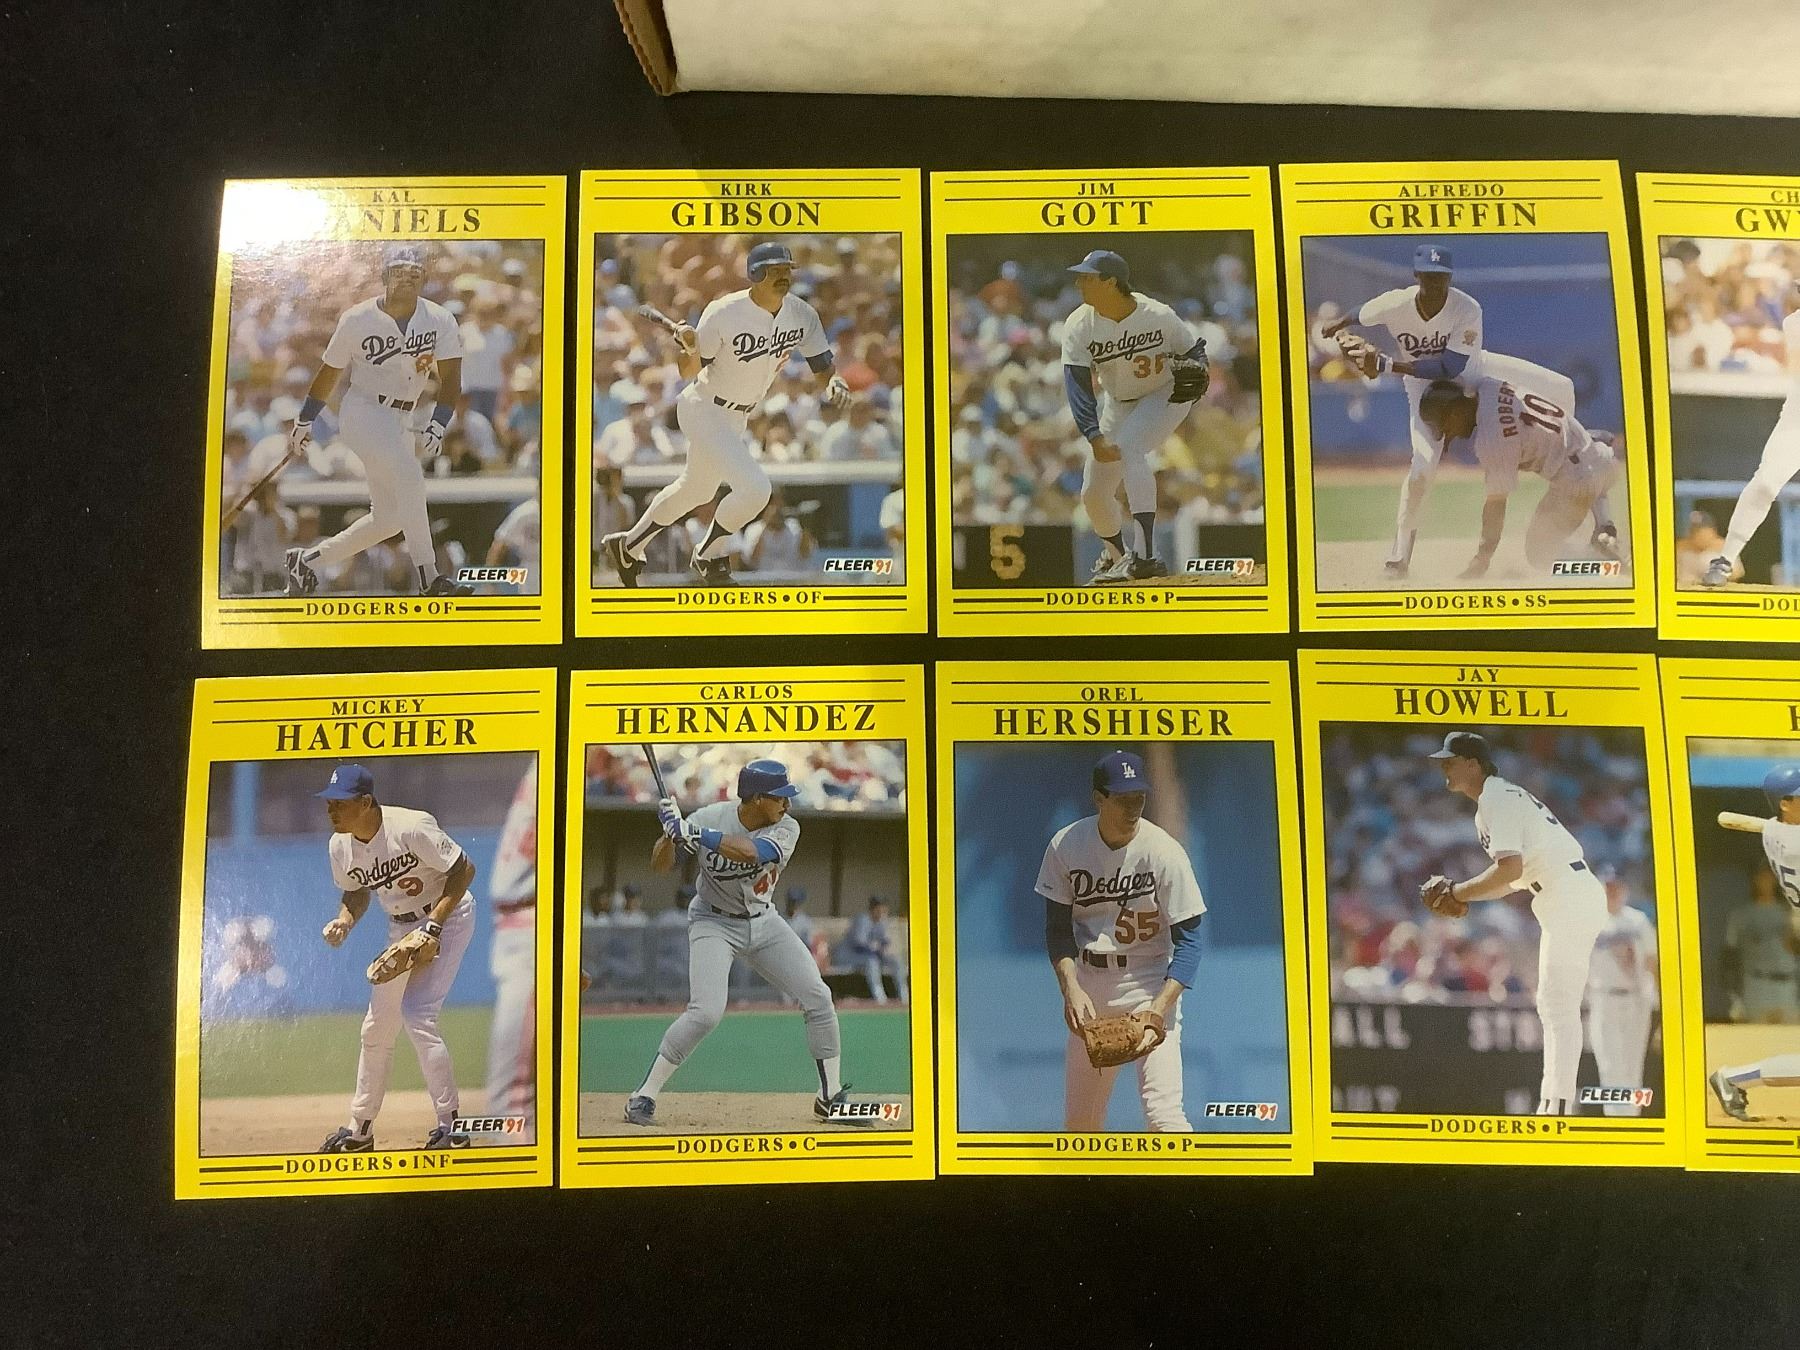 KAL
KIRK
GIBSON
JIM
GOTT
ALFREDO
GRIFFIN
Dodgers
Dodgers
Dodgers
35
10
5
FLEER'91
FLEER'91
FLEER'91
FLEER'91
DODGERS • OF
DODGERS • OF
DODGERS • P
DODGERS • SS
MICKEY
HATCHER
CARLOS
HERNANDEZ
OREL
HERSHISER
JAY
HOWELL
LA
LA
Dodgers
9
Dodgers
55
FLEER'91
FLEER'91
FLEER'91
FLEER'91
DODGERS • INF
DODGERS • C
DODGERS • P
DODGERS • P